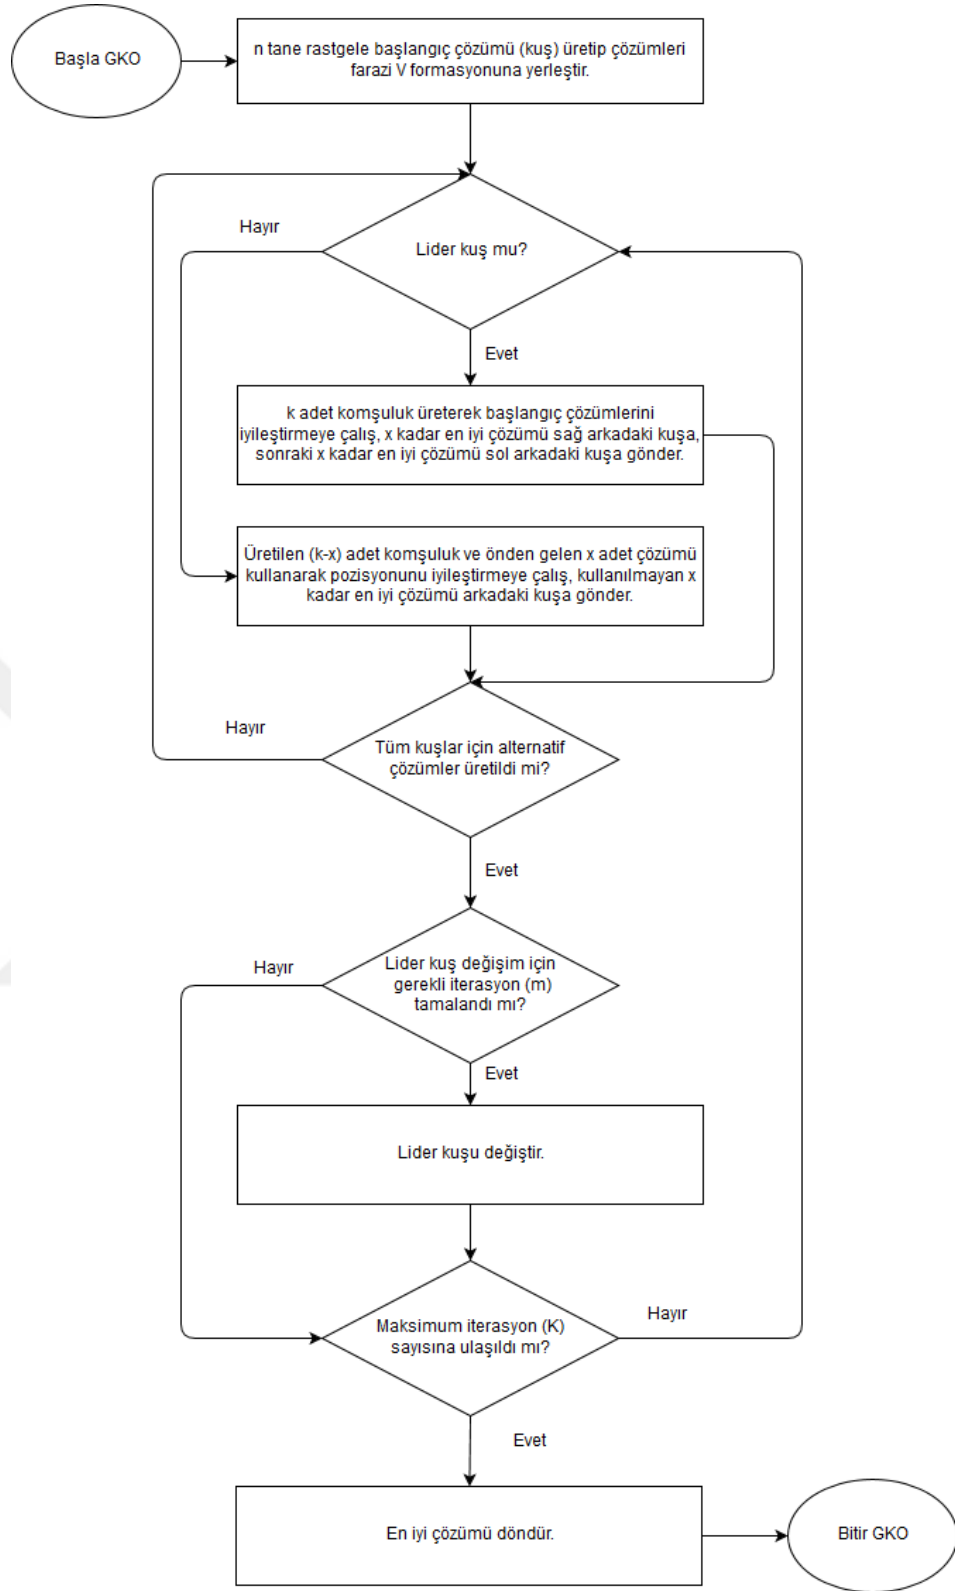 Başla GKO
n tane rastgele başlangıç çözümü (kuş) üretip çözümleri
farazi V formasyonuna yerleştir.
Hayır
Lider kuş mu?
Evet
k adet komşuluk üreterek başlangıç çözümlerini
iyileştirmeye çalış, x kadar en iyi çözümü sağ arkadaki kuşa,
sonraki x kadar en iyi çözümü sol arkadaki kuşa gönder.
Üretilen (k-x) adet komşuluk ve önden gelen x adet çözümü
kullanarak pozisyonunu iyileştirmeye çalış, kullanılmayan x
kadar en iyi çözümü arkadaki kuşa gönder.
Hayır
Tüm kuşlar için alternatif
çözümler üretildi mi?
Evet
Hayır
Lider kuş değişim için
gerekli iterasyon (m)
tamalandı mı?
Evet
Lider kuşu değiştir.
Maksimum iterasyon (K)
sayısına ulaşıldı mı?
Hayır
Evet
En iyi çözümü döndür.
Bitir GKO